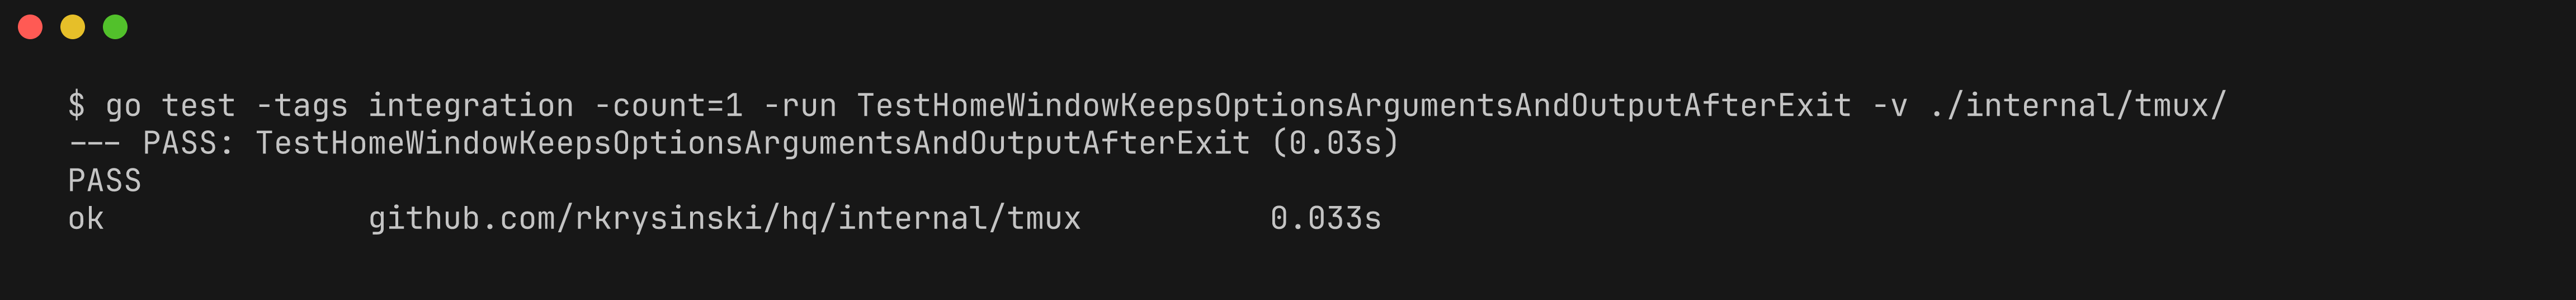 $ go test -tags integration -count=1 -run TestHomeWindowKeepsOptionsArgumentsAndOutputAfterExit -v ./internal/tmux/
--- PASS: TestHomeWindowKeepsOptionsArgumentsAndOutputAfterExit (0.03s)
PASS
ok github.com/rkrysinski/hq/internal/tmux 0.033s